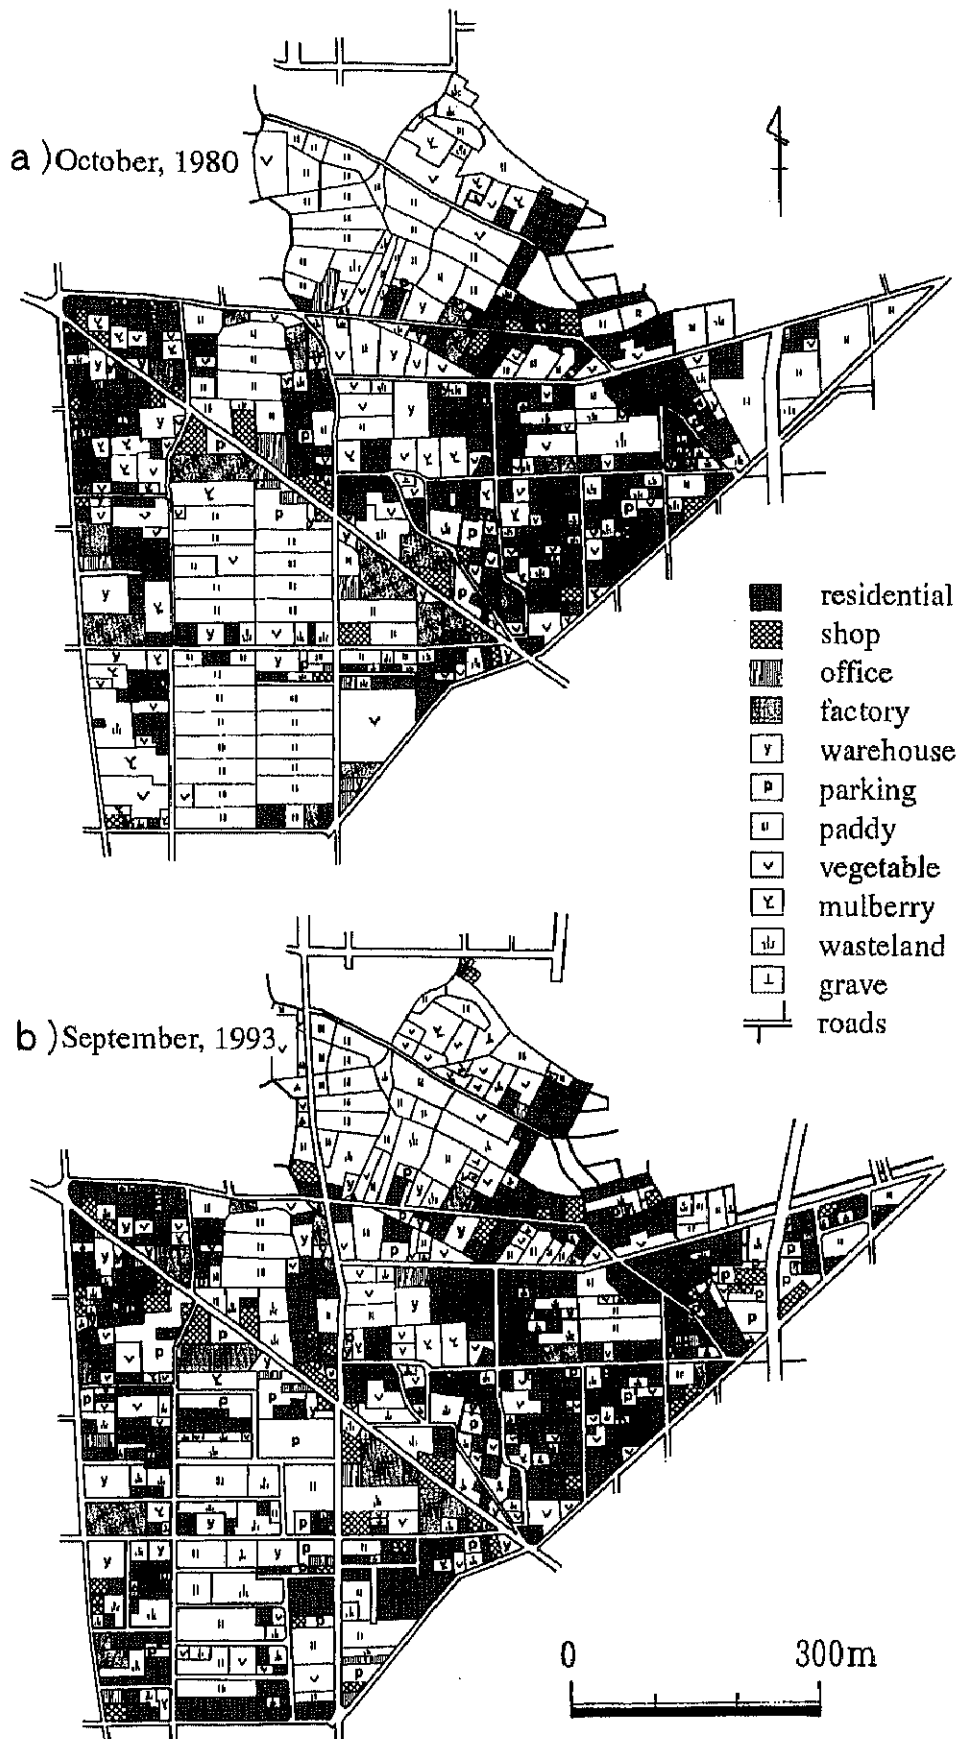 a ) October, 1980
residential
shop
office
factory
y warehouse
p parking
paddy
vegetable
mulberry
wasteland
grave
roads
b ) September, 1993
0 300m